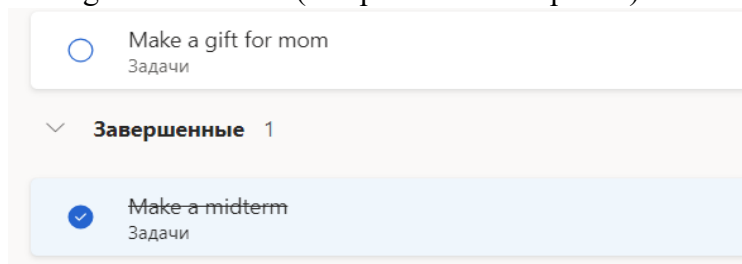 Make a gift for mom
Задачи
Завершенные 1
Make a midterm
Задачи